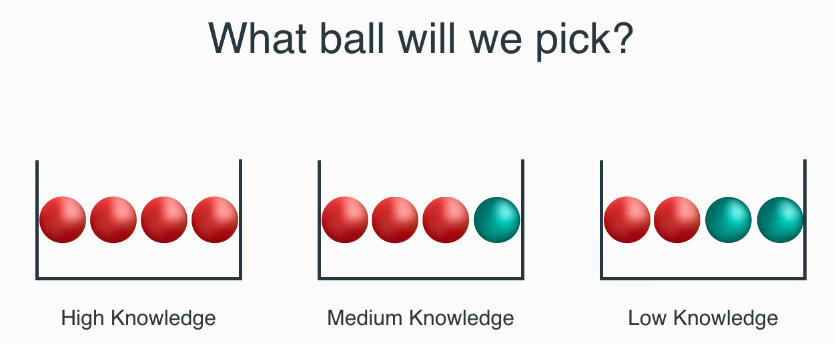 What ball will we pick?
High Knowledge
Medium Knowledge
Low Knowledge